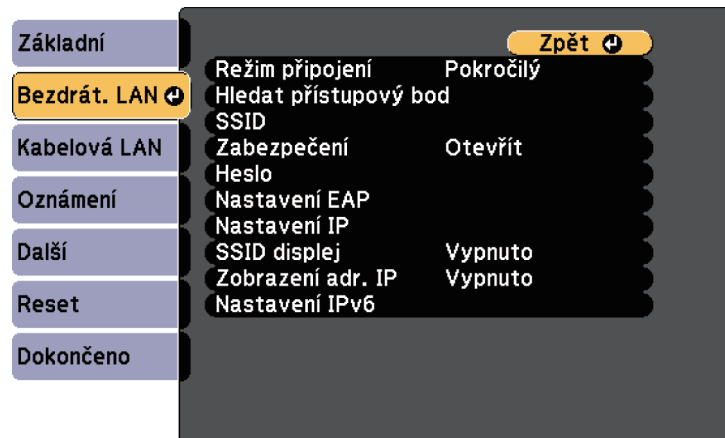 Základní
Bezdrát. LAN
Kabelová LAN
Oznámení
Další
Reset
Dokončeno
Zpět
Režim připojení Pokročilý
Hledat přístupový bod
SSID
Zabezpečení Otevřít
Heslo
Nastavení EAP
Nastavení IP
SSID displej Vypnuto
Zobrazení adr. IP Vypnuto
Nastavení IPv6